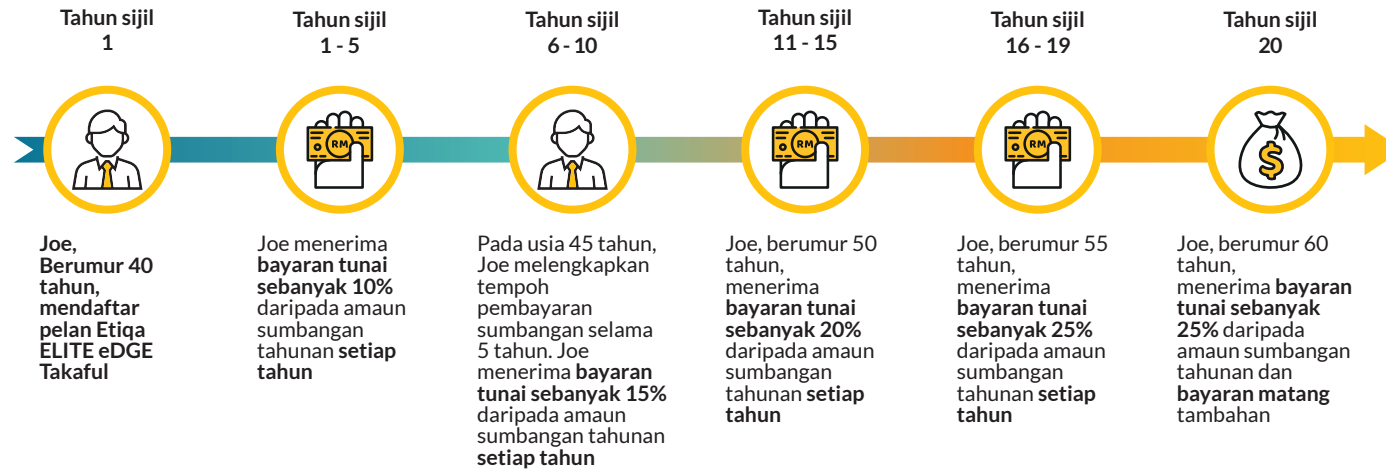 Tahun sijil
1
Tahun sijil
1 - 5
Tahun sijil
6 - 10
Tahun sijil
11 - 15
Tahun sijil
16 - 19
Tahun sijil
20
RM
RM
RM
$
Joe,
Berumur 40
tahun,
mendaftar
pelan Etiqa
ELITE eDGE
Takaful
Joe menerima
bayaran tunai
sebanyak 10%
daripada amaun
sumbangan
tahunan setiap
tahun
Pada usia 45 tahun,
Joe melengkapkan
tempoh
pembayaran
sumbangan selama
5 tahun. Joe
menerima bayaran
tunai sebanyak 15%
daripada amaun
sumbangan tahunan
setiap tahun
Joe, berumur 50
tahun,
menerima
bayaran tunai
sebanyak 20%
daripada amaun
sumbangan
tahunan setiap
tahun
Joe, berumur 55
tahun,
menerima
bayaran tunai
sebanyak 25%
daripada amaun
sumbangan
tahunan setiap
tahun
Joe, berumur 60
tahun,
menerima bayaran
tunai sebanyak
25% daripada
amaun sumbangan
tahunan dan
bayaran matang
tambahan